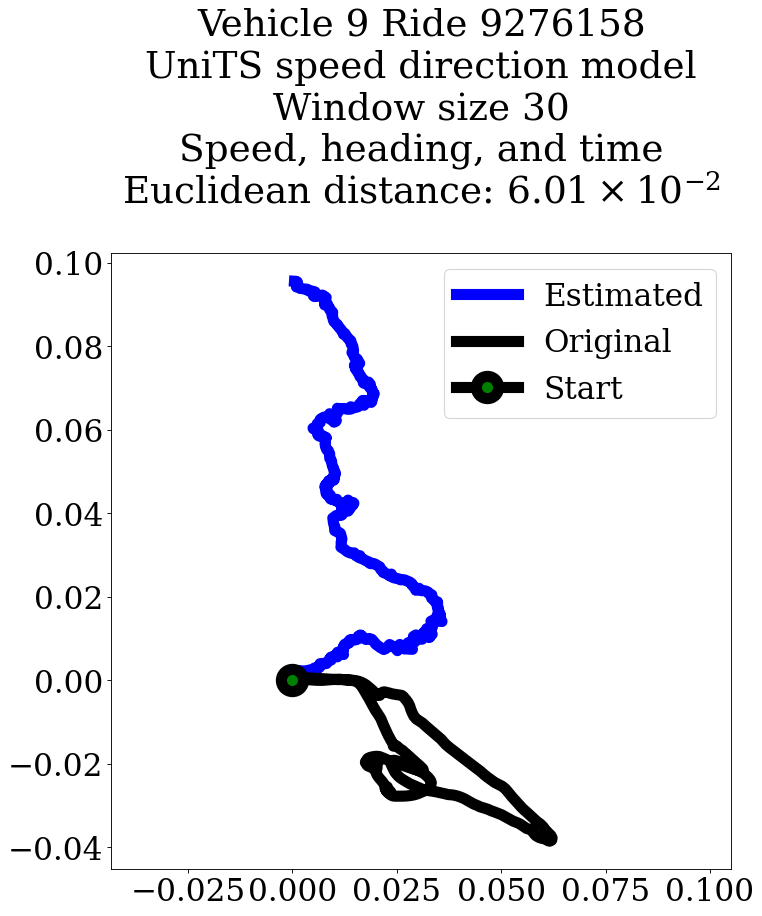 Vehicle 9 Ride 9276158
UniTS speed direction model
Window size 30
Speed, heading, and time
Euclidean distance: 6.01 × 10⁻²
0.10
0.08
0.06
0.04
0.02
0.00
−0.02
−0.04
Estimated
Original
Start
−0.025 0.000 0.025 0.050 0.075 0.100